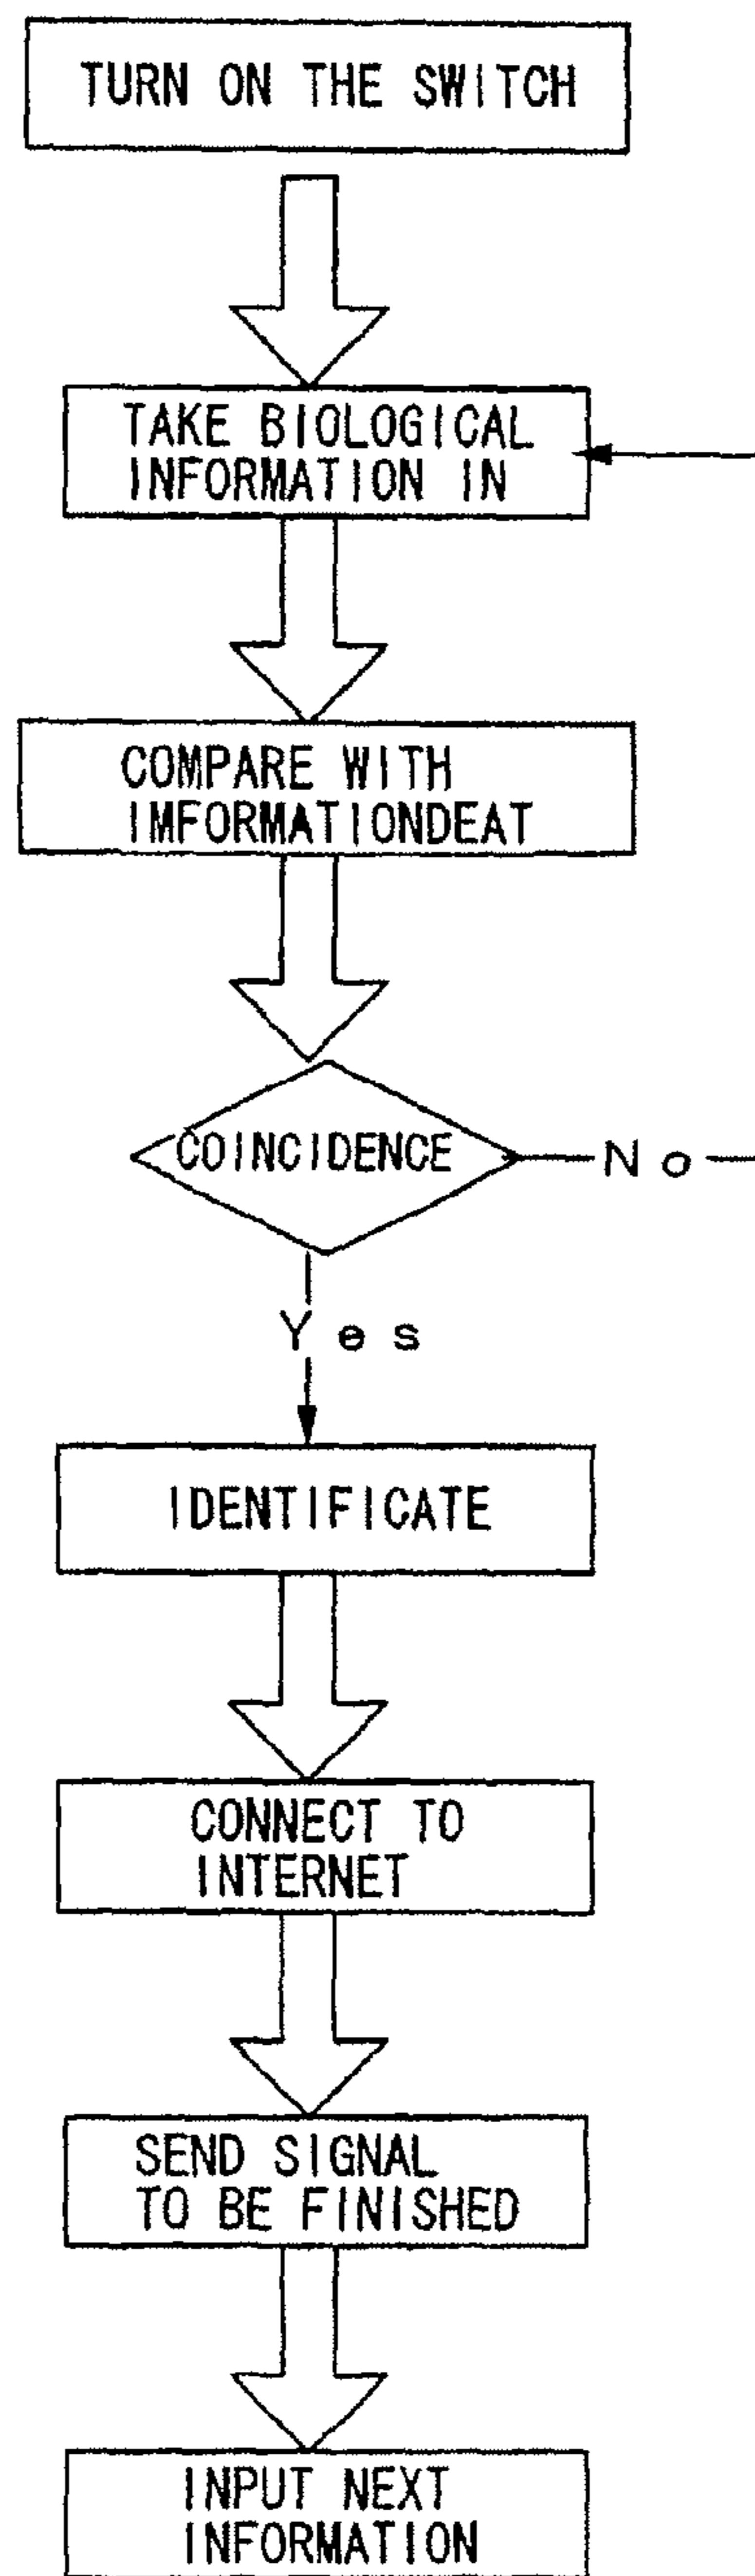 TURN ON THE SWITCH
TAKE BIOLOGICAL
INFORMATION IN
COMPARE WITH
IMFORMATIONDEAT
COINCIDENCE
No
Yes
IDENTIFICATE
CONNECT TO
INTERNET
SEND SIGNAL
TO BE FINISHED
INPUT NEXT
INFORMATION